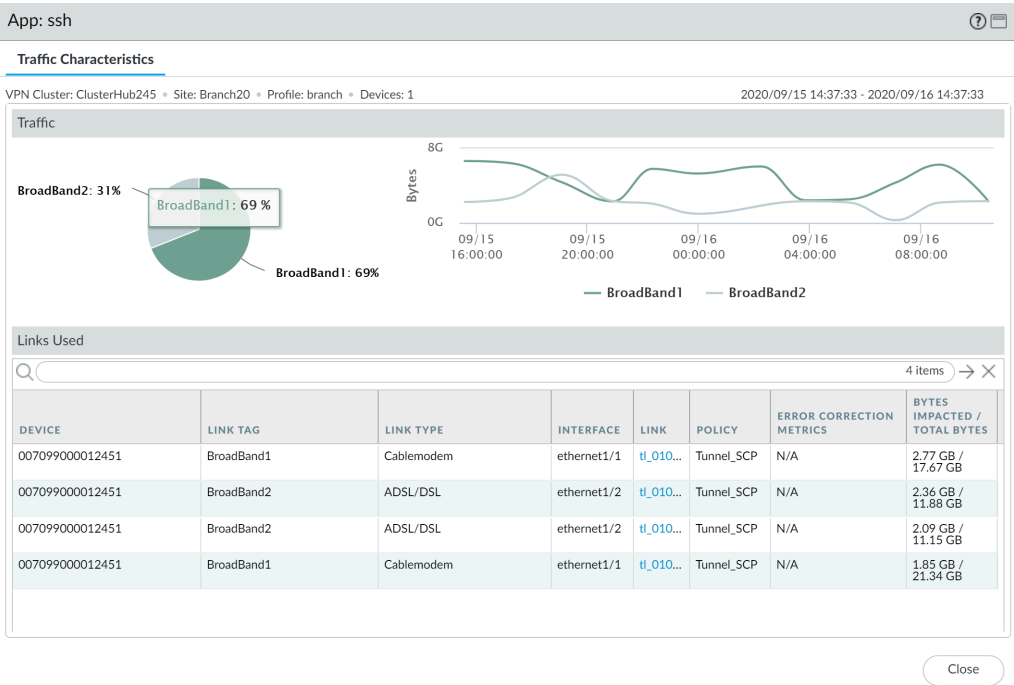 App: ssh
Traffic Characteristics
VPN Cluster: ClusterHub245 • Site: Branch20 • Profile: branch • Devices: 1 2020/09/15 14:37:33 - 2020/09/16 14:37:33
Traffic
BroadBand2: 31%
BroadBand1: 69 %
BroadBand1: 69%
8G
Bytes
0G
09/15 09/15 09/16 09/16 09/16
16:00:00 20:00:00 00:00:00 04:00:00 08:00:00
BroadBand1 BroadBand2
Links Used
4 items
DEVICE LINK TAG LINK TYPE INTERFACE LINK POLICY ERROR CORRECTION METRICS BYTES IMPACTED / TOTAL BYTES
007099000012451 BroadBand1 Cablemodem ethernet1/1 tl_010... Tunnel_SCP N/A 2.77 GB / 17.67 GB
007099000012451 BroadBand2 ADSL/DSL ethernet1/2 tl_010... Tunnel_SCP N/A 2.36 GB / 11.88 GB
007099000012451 BroadBand2 ADSL/DSL ethernet1/2 tl_010... Tunnel_SCP N/A 2.09 GB / 11.15 GB
007099000012451 BroadBand1 Cablemodem ethernet1/1 tl_010... Tunnel_SCP N/A 1.85 GB / 21.34 GB
Close